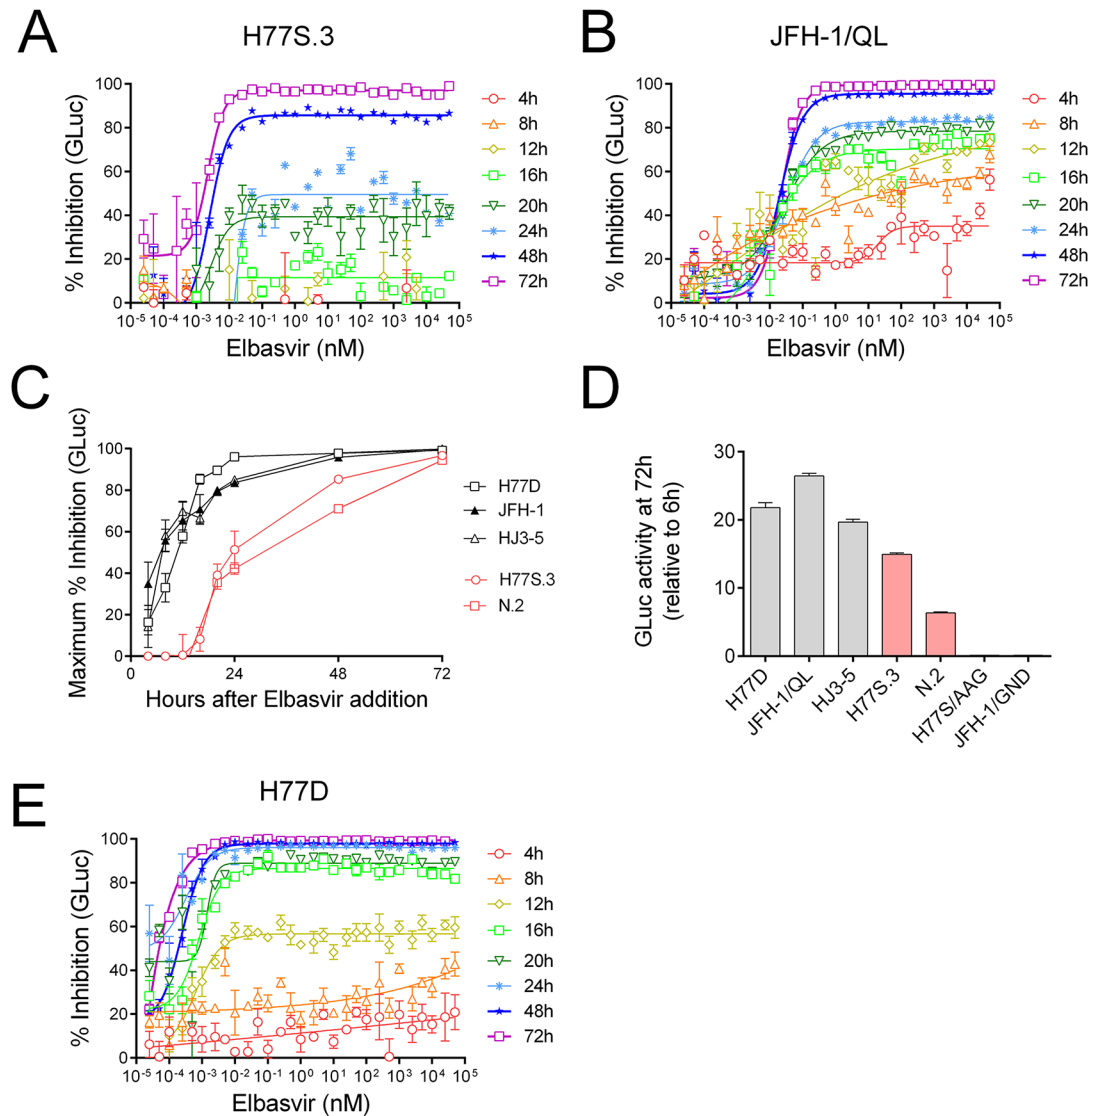 A
H77S.3
% Inhibition (GLuc)
100
80
60
40
20
0
10-5 10-4 10-3 10-2 10-1 100 101 102 103 104 105
Elbasvir (nM)
4h
8h
12h
16h
20h
24h
48h
72h
B
JFH-1/QL
% Inhibition (GLuc)
100
80
60
40
20
0
10-5 10-4 10-3 10-2 10-1 100 101 102 103 104 105
Elbasvir (nM)
4h
8h
12h
16h
20h
24h
48h
72h
C
Maximum % Inhibition (GLuc)
100
80
60
40
20
0
0 24 48 72
Hours after Elbasvir addition
H77D
JFH-1
HJ3-5
H77S.3
N.2
D
GLuc activity at 72h
(relative to 6h)
30
20
10
0
H77D
JFH-1/QL
HJ3-5
H77S.3
N.2
H77S/AAG
JFH-1/GND
E
H77D
% Inhibition (GLuc)
100
80
60
40
20
0
10-5 10-4 10-3 10-2 10-1 100 101 102 103 104 105
Elbasvir (nM)
4h
8h
12h
16h
20h
24h
48h
72h